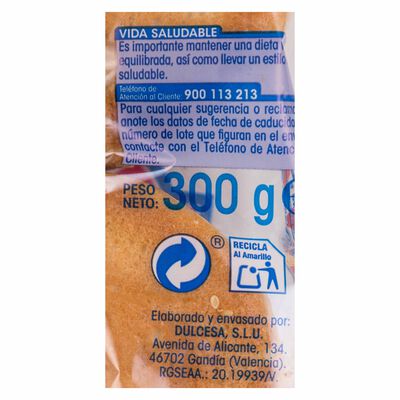 VIDA SALUDABLE
Es importante mantener una dieta
equilibrada, así como llevar un estilo
saludable.
Teléfono de
Atención al Cliente: 900 113 213
Para cualquier sugerencia o reclama
anote los datos de fecha de caducid
número de lote que figuran en el env
contacte con el Teléfono de Atenc
Cliente.
PESO
NETO: 300 g
®
RECICLA
Al Amarillo
Elaborado y envasado por:
DULCESA, S.L.U.
Avenida de Alicante, 134.
46702 Gandía (Valencia).
RGSEAA.: 20.19939/V.